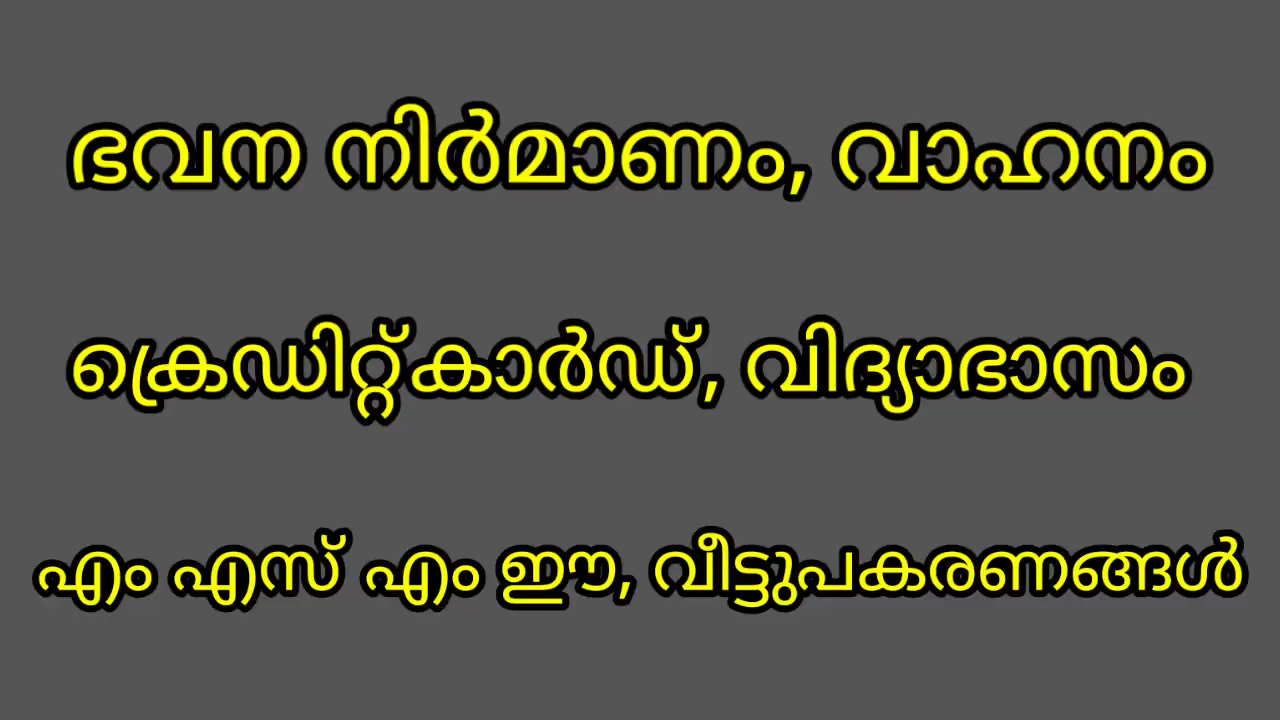 ഭവന നിർമാണം, വാഹനം
ക്രെഡിറ്റ്കാർഡ്, വിദ്യാഭാസം
എം എസ് എം ഈ, വീട്ടുപകരണങ്ങൾ